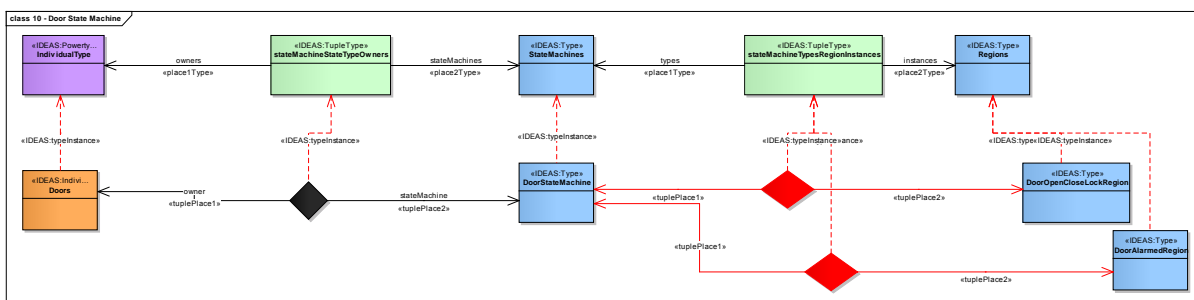 class 10 - Door State Machine
«IDEAS:Powerty...
IndividualType
«IDEAS:TupleType»
stateMachineStateTypeOwners
«IDEAS:Type»
StateMachines
«IDEAS:TupleType»
stateMachineTypesRegionInstances
«IDEAS:Type»
Regions
owners
«place1Type»
stateMachines
«place2Type»
types
«place1Type»
instances
«place2Type»
«IDEAS:typeInstance»
«IDEAS:typeInstance»
«IDEAS:typeInstance»
«IDEAS:typeInstance»ance»
«IDEAS:type«IDEAS:typeInstance»
«IDEAS:typeInstance»
«IDEAS:Indivi...
Doors
owner
«tuplePlace1»
stateMachine
«tuplePlace2»
«IDEAS:Type»
DoorStateMachine
«tuplePlace1»
«tuplePlace2»
«IDEAS:Type»
DoorOpenCloseLockRegion
«tuplePlace1»
«tuplePlace2»
«IDEAS:Type»
DoorAlarmedRegion